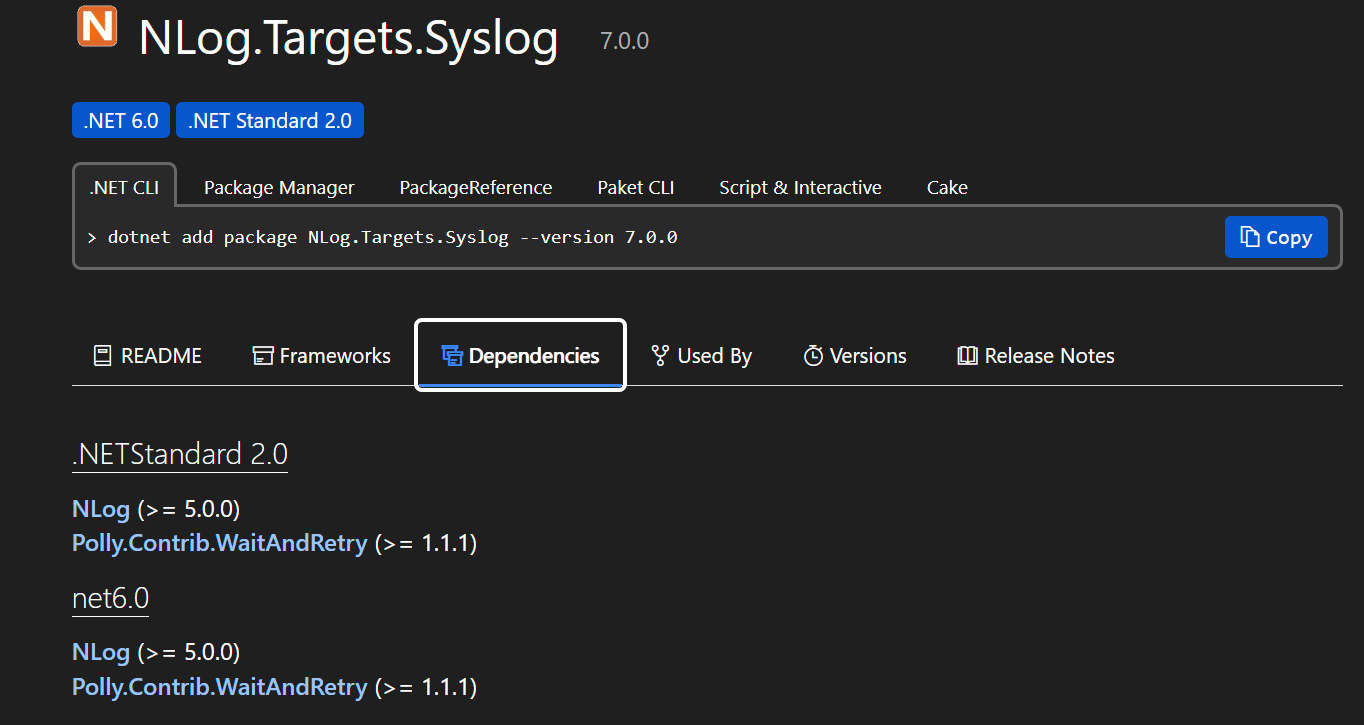 N NLog.Targets.Syslog 7.0.0
.NET 6.0 .NET Standard 2.0
.NET CLI Package Manager PackageReference Paket CLI Script & Interactive Cake
> dotnet add package NLog.Targets.Syslog --version 7.0.0 Copy
README Frameworks Dependencies Used By Versions Release Notes
.NETStandard 2.0
NLog (>= 5.0.0)
Polly.Contrib.WaitAndRetry (>= 1.1.1)
net6.0
NLog (>= 5.0.0)
Polly.Contrib.WaitAndRetry (>= 1.1.1)